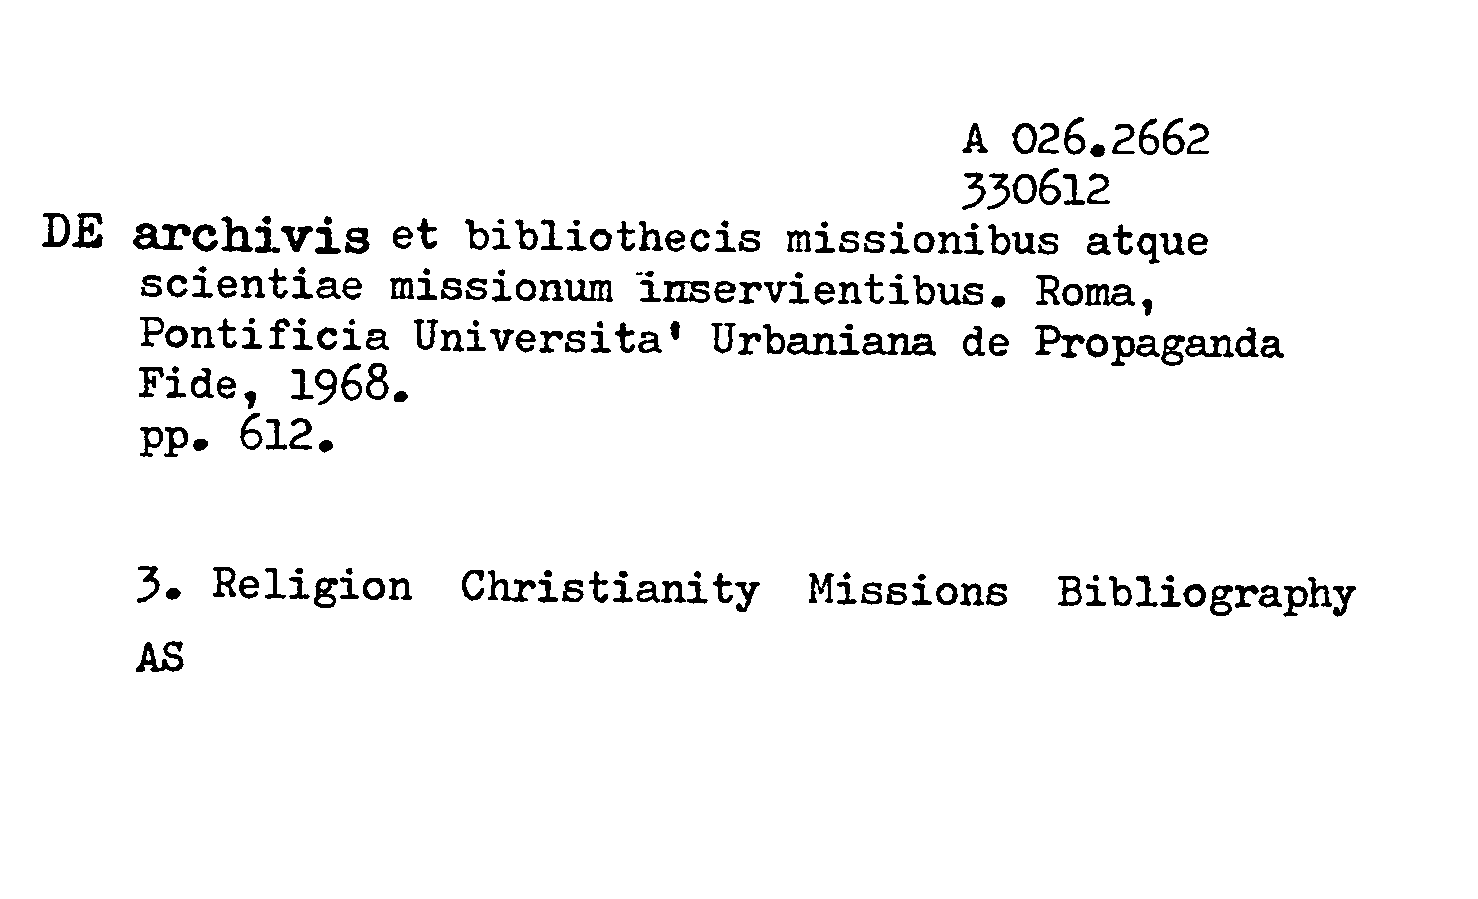 A 026.2662
330612
DE archivis et bibliothecis missionibus atque
scientiae missionum inservientibus. Roma,
Pontificia Universita' Urbaniana de Propaganda
Fide, 1968.
pp. 612.
3. Religion Christianity Missions Bibliography
AS